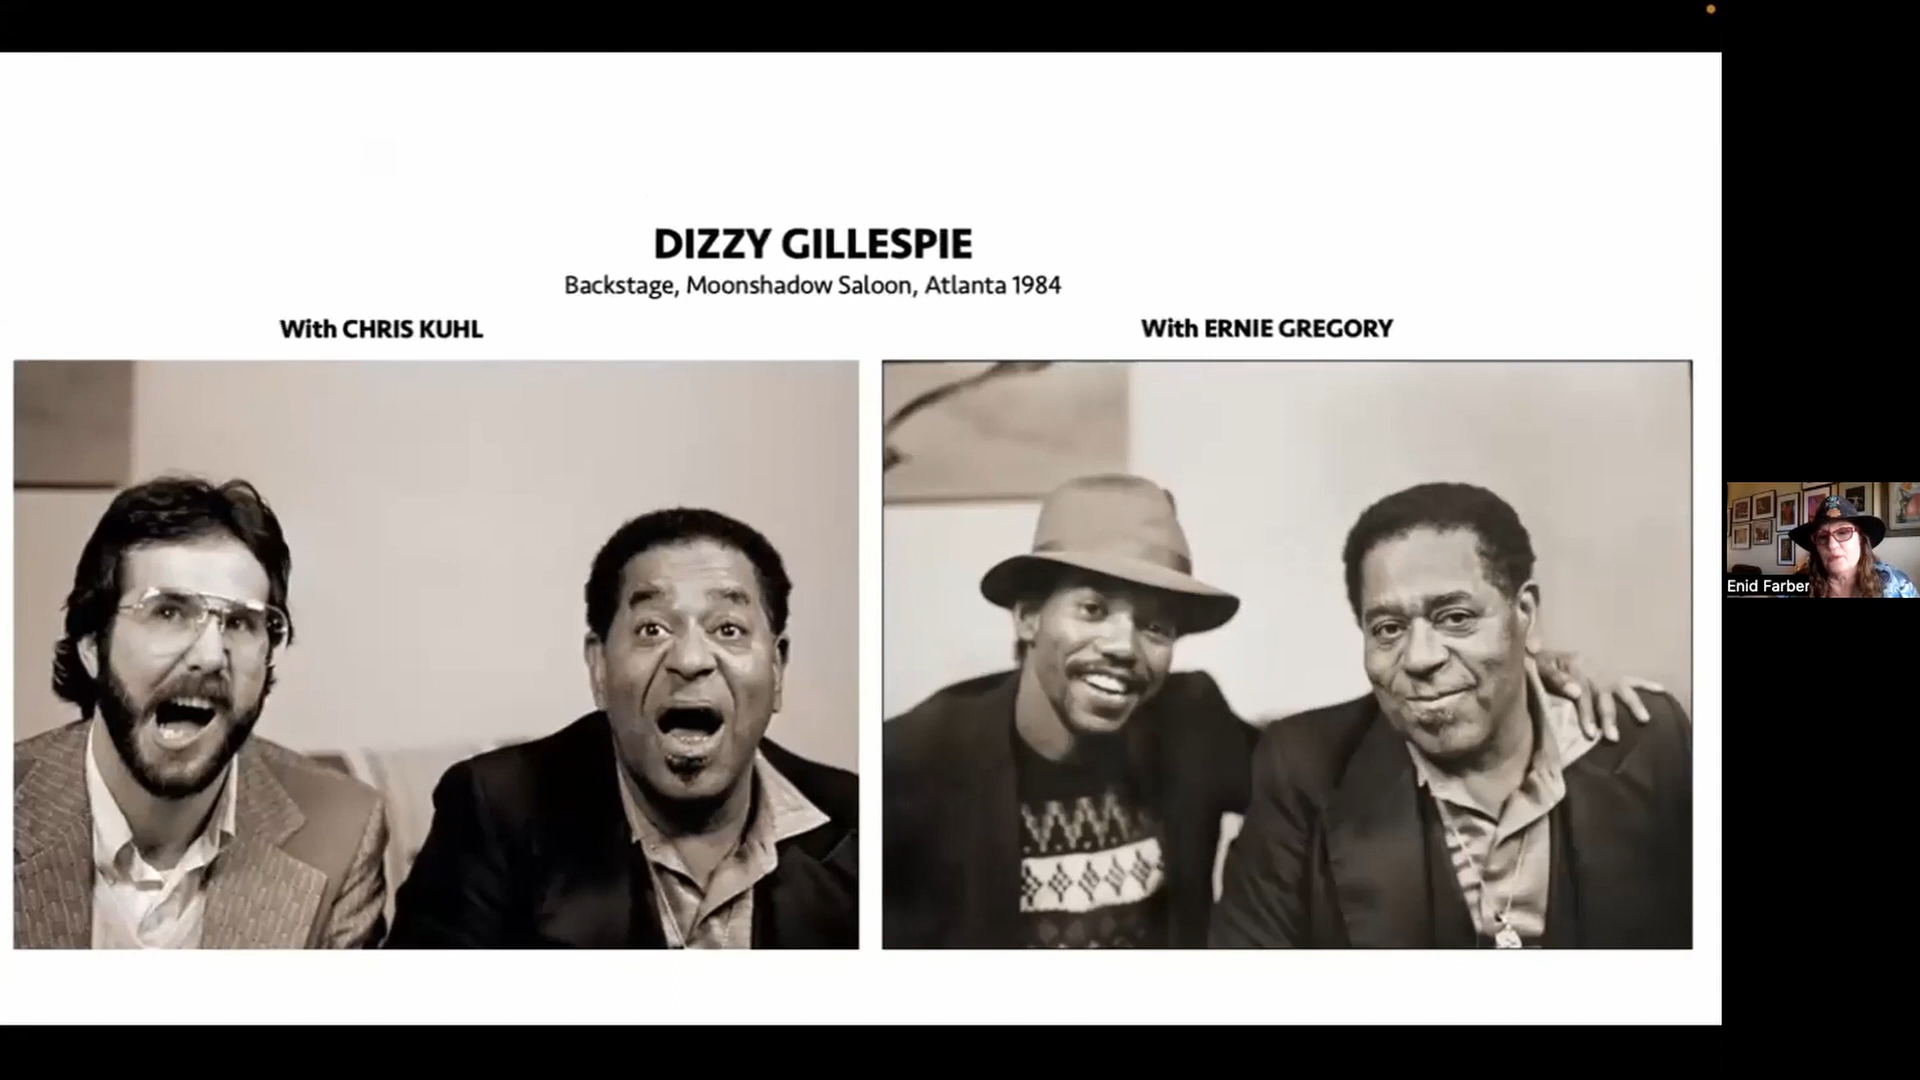 DIZZY GILLESPIE
Backstage, Moonshadow Saloon, Atlanta 1984
With CHRIS KUHL
With ERNIE GREGORY
Enid Farber